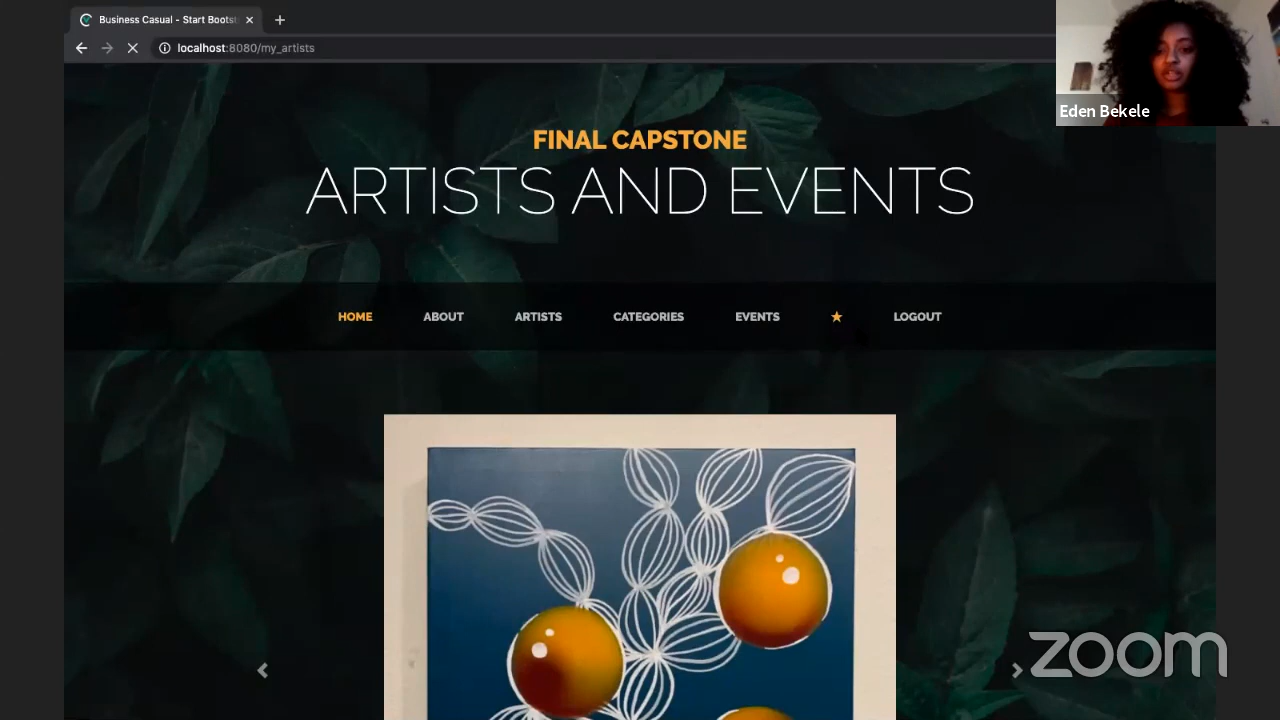 Business Casual - Start Bootst
localhost:8080/my_artists
Eden Bekele
FINAL CAPSTONE
ARTISTS AND EVENTS
HOME ABOUT ARTISTS CATEGORIES EVENTS ★ LOGOUT
zoom